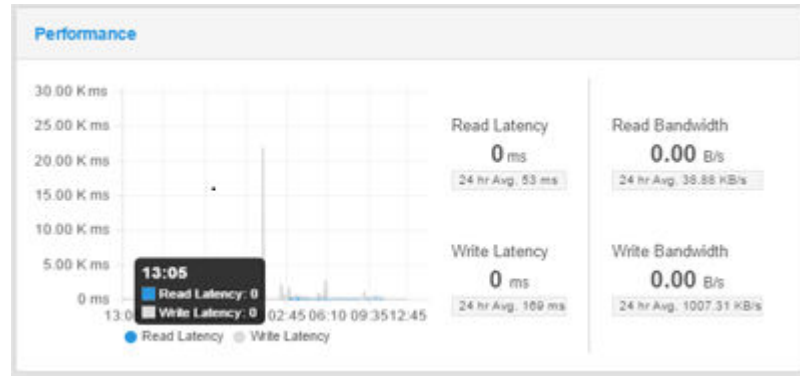 Performance
30.00 K ms
25.00 K ms
20.00 K ms
15.00 K ms
10.00 K ms
5.00 K ms
0 ms
13:05
Read Latency: 0
Write Latency: 0
13:0 02:45 06:10 09:35 12:45
Read Latency Write Latency
Read Latency
0 ms
24 hr Avg. 53 ms
Write Latency
0 ms
24 hr Avg. 169 ms
Read Bandwidth
0.00 B/s
24 hr Avg. 36.88 KB/s
Write Bandwidth
0.00 B/s
24 hr Avg. 1007.31 KB/s